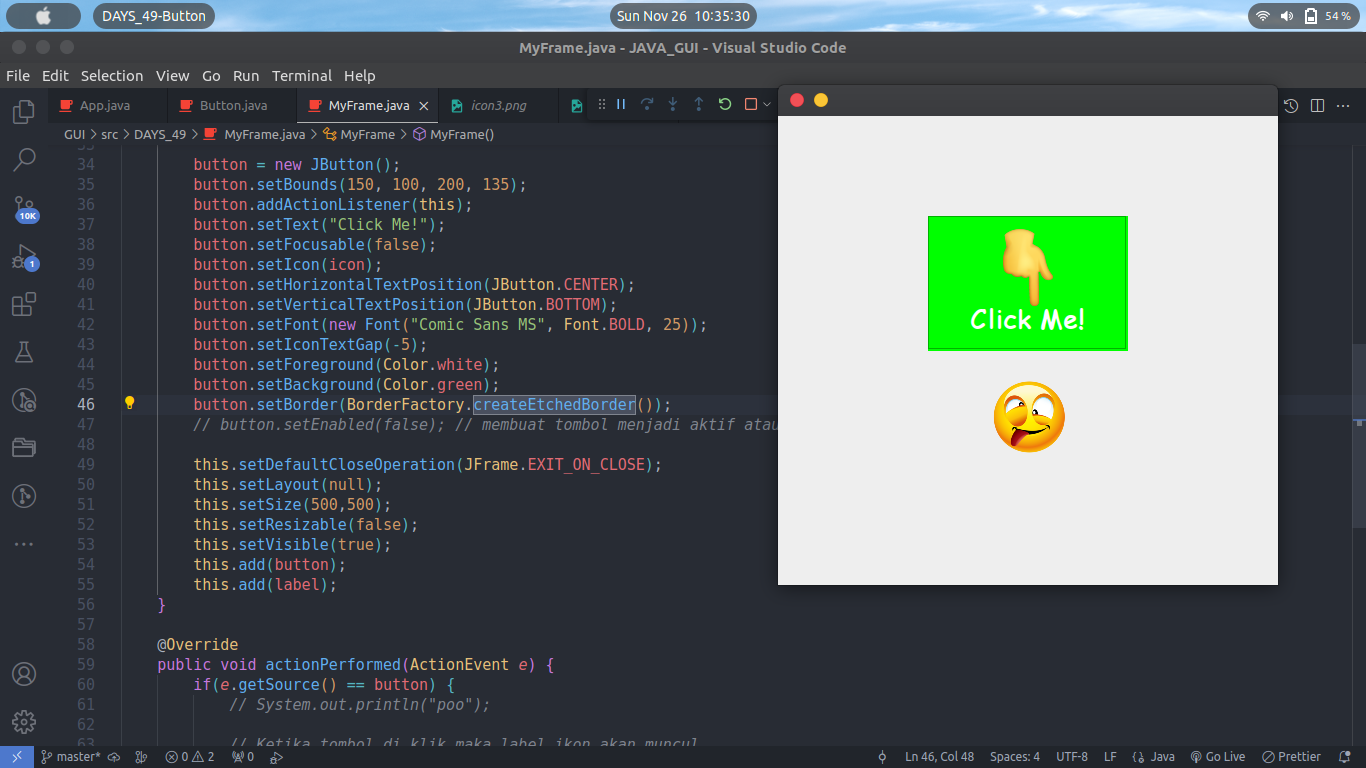 DAYS_49-Button
Sun Nov 26 10:35:30
54 %
MyFrame.java - JAVA_GUI - Visual Studio Code
File Edit Selection View Go Run Terminal Help
App.java
Button.java
MyFrame.java
icon3.png
GUI > src > DAYS_49 > MyFrame.java > MyFrame > MyFrame()
34 button = new JButton();
35 button.setBounds(150, 100, 200, 135);
36 button.addActionListener(this);
37 button.setText("Click Me!");
38 button.setFocusable(false);
39 button.setIcon(icon);
40 button.setHorizontalTextPosition(JButton.CENTER);
41 button.setVerticalTextPosition(JButton.BOTTOM);
42 button.setFont(new Font("Comic Sans MS", Font.BOLD, 25));
43 button.setIconTextGap(-5);
44 button.setForeground(Color.white);
45 button.setBackground(Color.green);
46 button.setBorder(BorderFactory.createEtchedBorder());
47 // button.setEnabled(false); // membuat tombol menjadi aktif atau
48
49 this.setDefaultCloseOperation(JFrame.EXIT_ON_CLOSE);
50 this.setLayout(null);
51 this.setSize(500,500);
52 this.setResizable(false);
53 this.setVisible(true);
54 this.add(button);
55 this.add(label);
56 }
57
58 @Override
59 public void actionPerformed(ActionEvent e) {
60 if(e.getSource() == button) {
61 // System.out.println("poo");
62
63 // Ketika tombol di klik maka label ikon akan muncul
10K
1
Click Me!
master*
0 2
0
Ln 46, Col 48
Spaces: 4
UTF-8
LF
{} Java
Go Live
Prettier